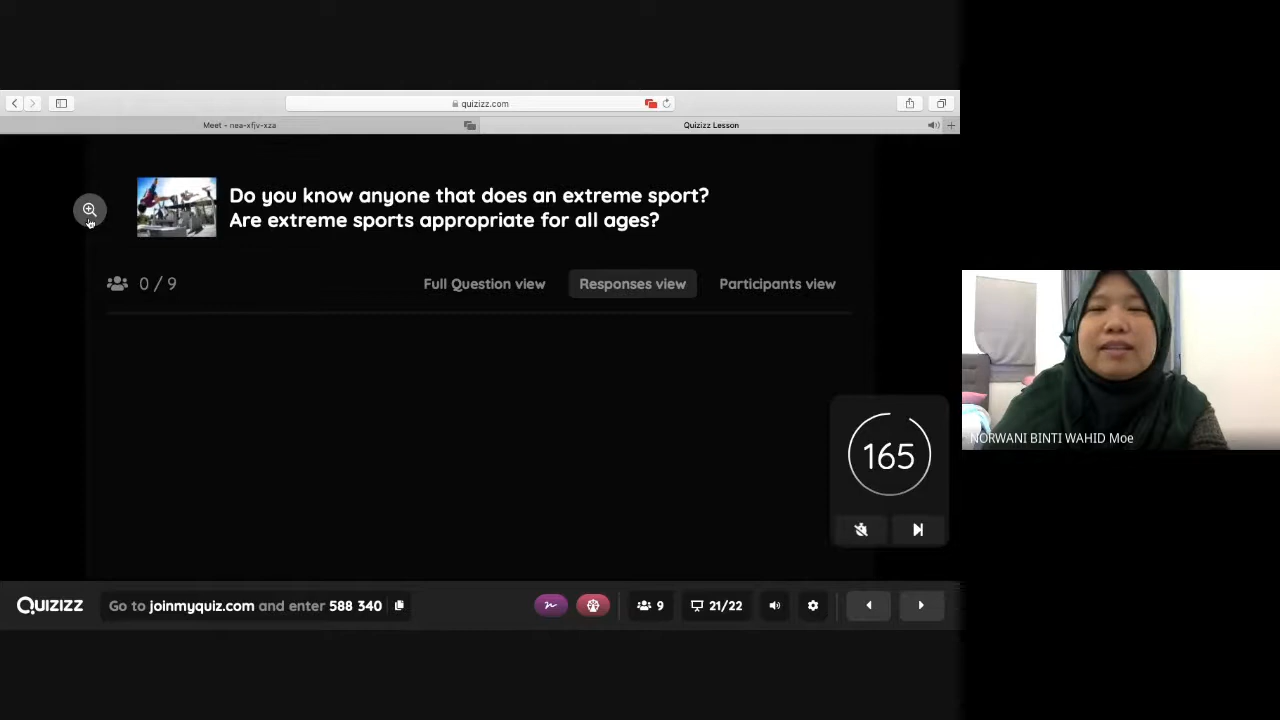 quizizz.com
Meet - nea-xfjv-xza
Quizizz Lesson
Do you know anyone that does an extreme sport?
Are extreme sports appropriate for all ages?
0 / 9
Full Question view
Responses view
Participants view
165
NORWANI BINTI WAHID Moe
QUIZIZZ
Go to joinmyquiz.com and enter 588 340
9
21/22